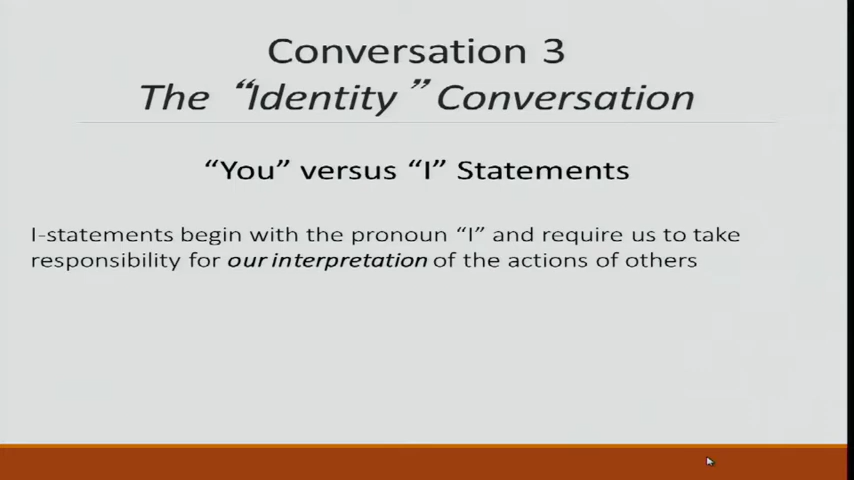 Conversation 3
The “Identity” Conversation
“You” versus “I” Statements
I-statements begin with the pronoun “I” and require us to take
responsibility for our interpretation of the actions of others